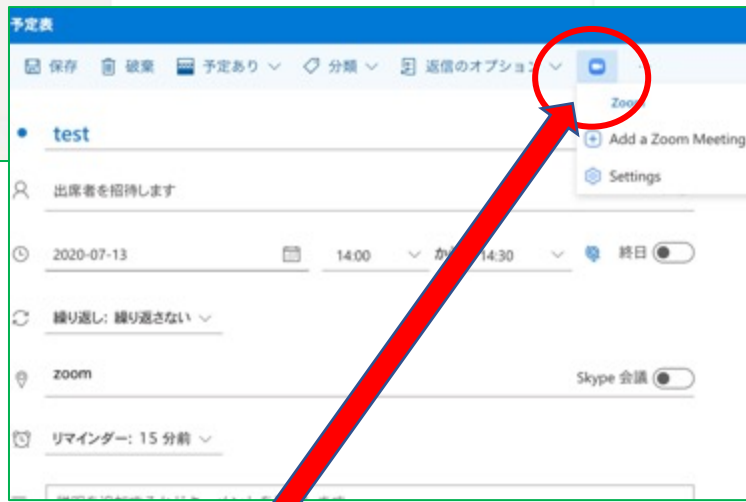 予定表
保存 破棄 予定あり 分類 返信のオプション
Zoom
test
Add a Zoom Meeting
出席者を招待します
Settings
2020-07-13 14:00 から 14:30 終日
繰り返し: 繰り返さない
zoom Skype 会議
リマインダー: 15 分前